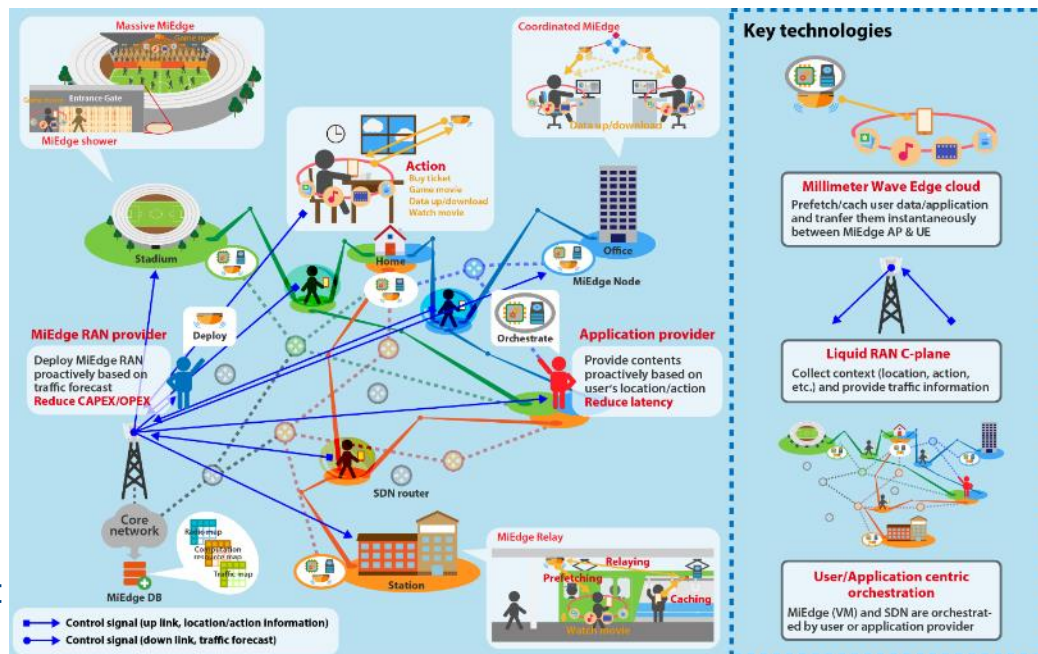 Massive MiEdge
Game movie
Entrance Gate
MiEdge shower
Coordinated MiEdge
Data up/download
Action
Buy ticket
Game movie
Data up/download
Watch movie
Stadium
Home
Office
MiEdge Node
MiEdge RAN provider
Deploy MiEdge RAN
proactively based on
traffic forecast
Reduce CAPEX/OPEX
Deploy
Orchestrate
Application provider
Provide contents
proactively based on
user's location/action
Reduce latency
SDN router
Core
network
MiEdge DB
Radio map
Computation
resource map
Traffic map
Station
MiEdge Relay
Relaying
Prefetching
Caching
Watch movie
Control signal (up link, location/action information)
Control signal (down link, traffic forecast)
Key technologies
Millimeter Wave Edge cloud
Prefetch/cach user data/application
and tranfer them instantaneously
between MiEdge AP & UE
Liquid RAN C-plane
Collect context (location, action,
etc.) and provide traffic information
User/Application centric
orchestration
MiEdge (VM) and SDN are orchestrat-
ed by user or application provider